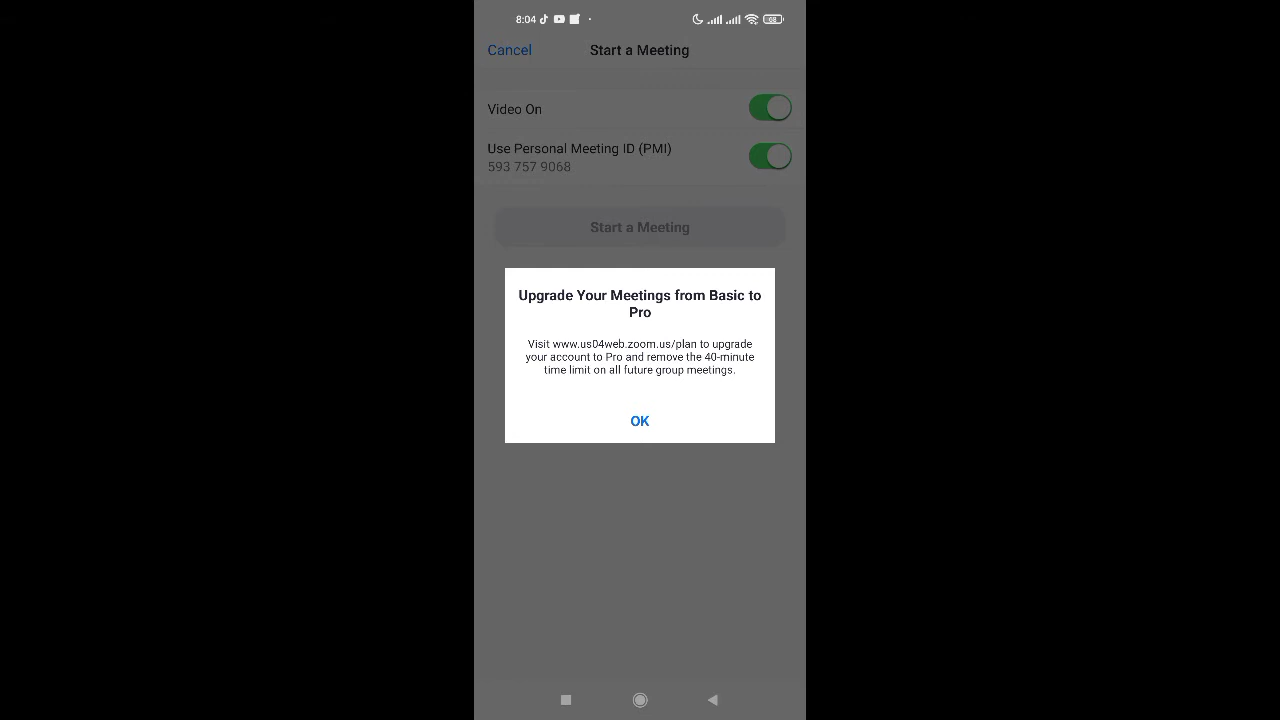 8:04
68
Cancel
Start a Meeting
Video On
Use Personal Meeting ID (PMI)
593 757 9068
Start a Meeting
Upgrade Your Meetings from Basic to
Pro
Visit www.us04web.zoom.us/plan to upgrade
your account to Pro and remove the 40-minute
time limit on all future group meetings.
OK